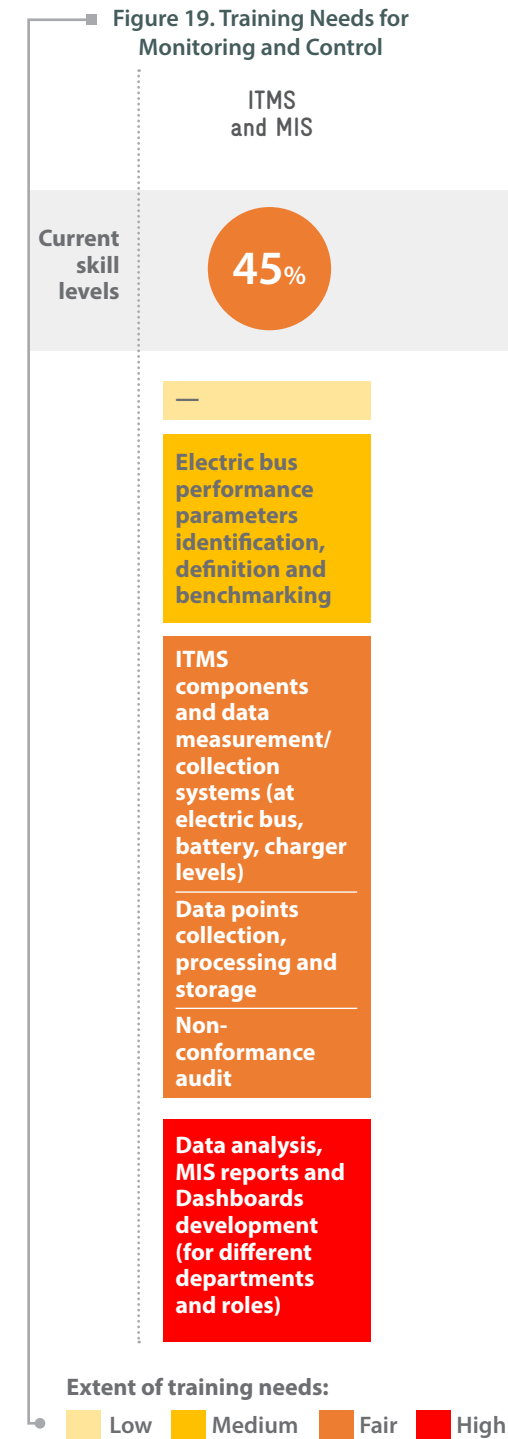 Figure 19. Training Needs for
Monitoring and Control
ITMS
and MIS
Current
skill
levels
45%
—
Electric bus
performance
parameters
identification,
definition and
benchmarking
ITMS
components
and data
measurement/
collection
systems (at
electric bus,
battery, charger
levels)
Data points
collection,
processing and
storage
Non-
conformance
audit
Data analysis,
MIS reports and
Dashboards
development
(for different
departments
and roles)
Extent of training needs:
Low Medium Fair High